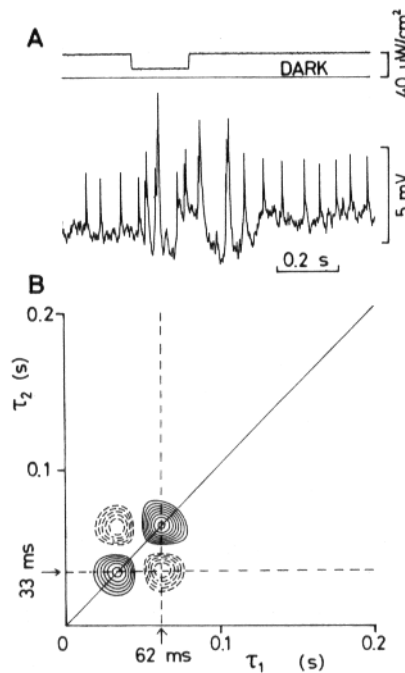 A
DARK
40 μW/cm²
5 mV
0.2 s
B
0.2
τ₂ (s)
0.1
33 ms
0
0.1
0.2
62 ms
τ₁ (s)